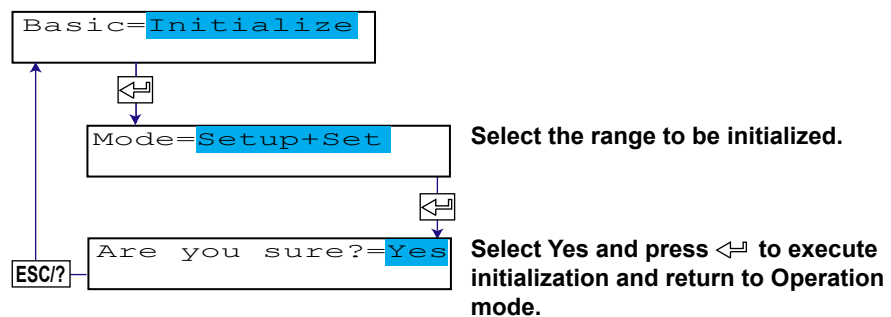 Basic=Initialize
Mode=Setup+Set
Select the range to be initialized.
Are you sure?=Yes
ESC/?
Select Yes and press to execute
initialization and return to Operation
mode.